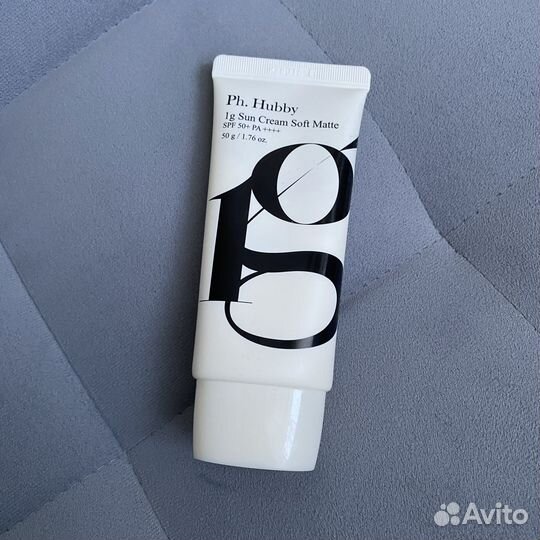 Ph. Hubby
1g Sun Cream Soft Matte
SPF 50+ PA ++++
50 g / 1.76 oz.
1g
Avito